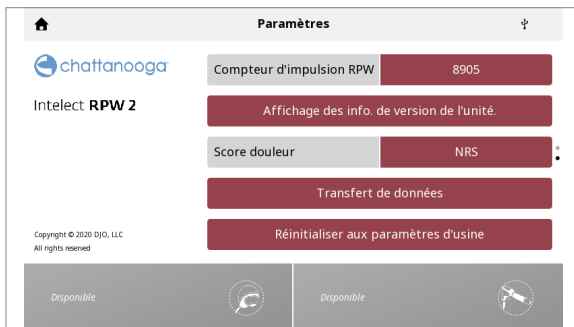 Paramètres
chattanooga
Intelect RPW 2
Compteur d'impulsion RPW 8905
Affichage des info. de version de l'unité.
Score douleur NRS
Transfert de données
Réinitialiser aux paramètres d'usine
Copyright © 2020 DJO, LLC
All rights reserved
Disponible
Disponible